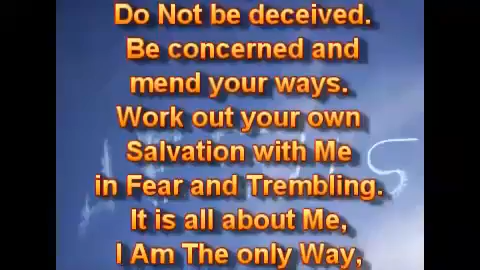 Do Not be deceived.
Be concerned and
mend your ways.
Work out your own
Salvation with Me
in Fear and Trembling.
It is all about Me,
I Am The only Way,